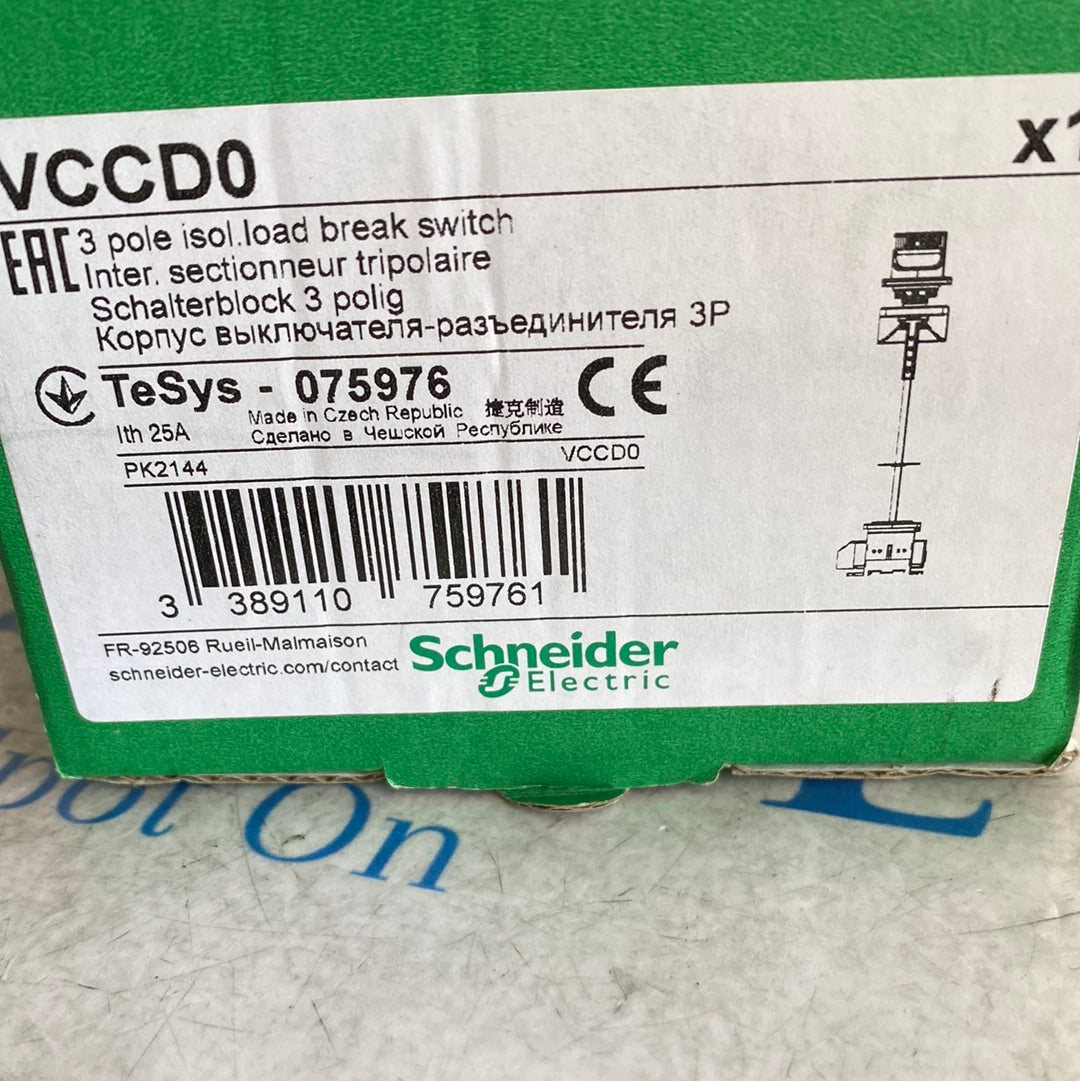 VCCD0
x1
EAC
3 pole isol.load break switch
Inter. sectionneur tripolaire
Schalterblock 3 polig
Корпус выключателя-разъединителя 3P
TeSys - 075976
CE
Made in Czech Republic 捷克制造
Ith 25A
Сделано в Чешской Республике
PK2144
VCCD0
3 389110 759761
FR-92506 Rueil-Malmaison
schneider-electric.com/contact
Schneider
Electric
On